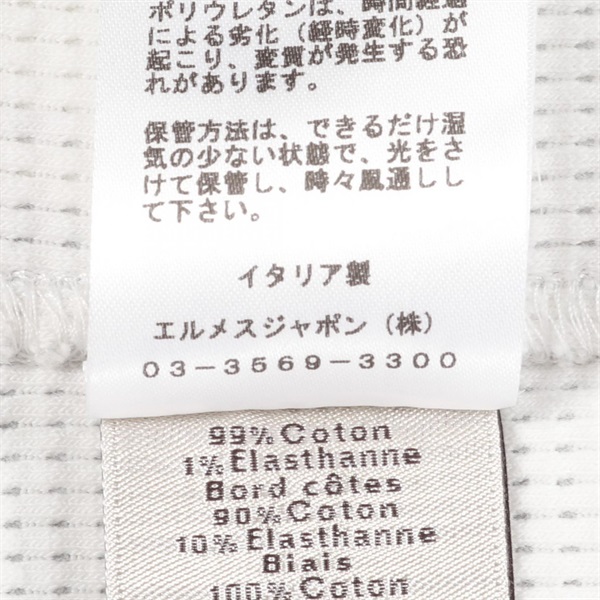 ポリウレタンは、時間経過
による劣化（経時変化）が
起こり、変質が発生する恐
れがあります。
保管方法は、できるだけ湿
気の少ない状態で、光をさ
けて保管し、時々風通しし
て下さい。
イタリア製
エルメスジャポン（株）
03-3569-3300
99% Coton
1% Elasthanne
Bord côtes
90% Coton
10% Elasthanne
Biais
100% Coton